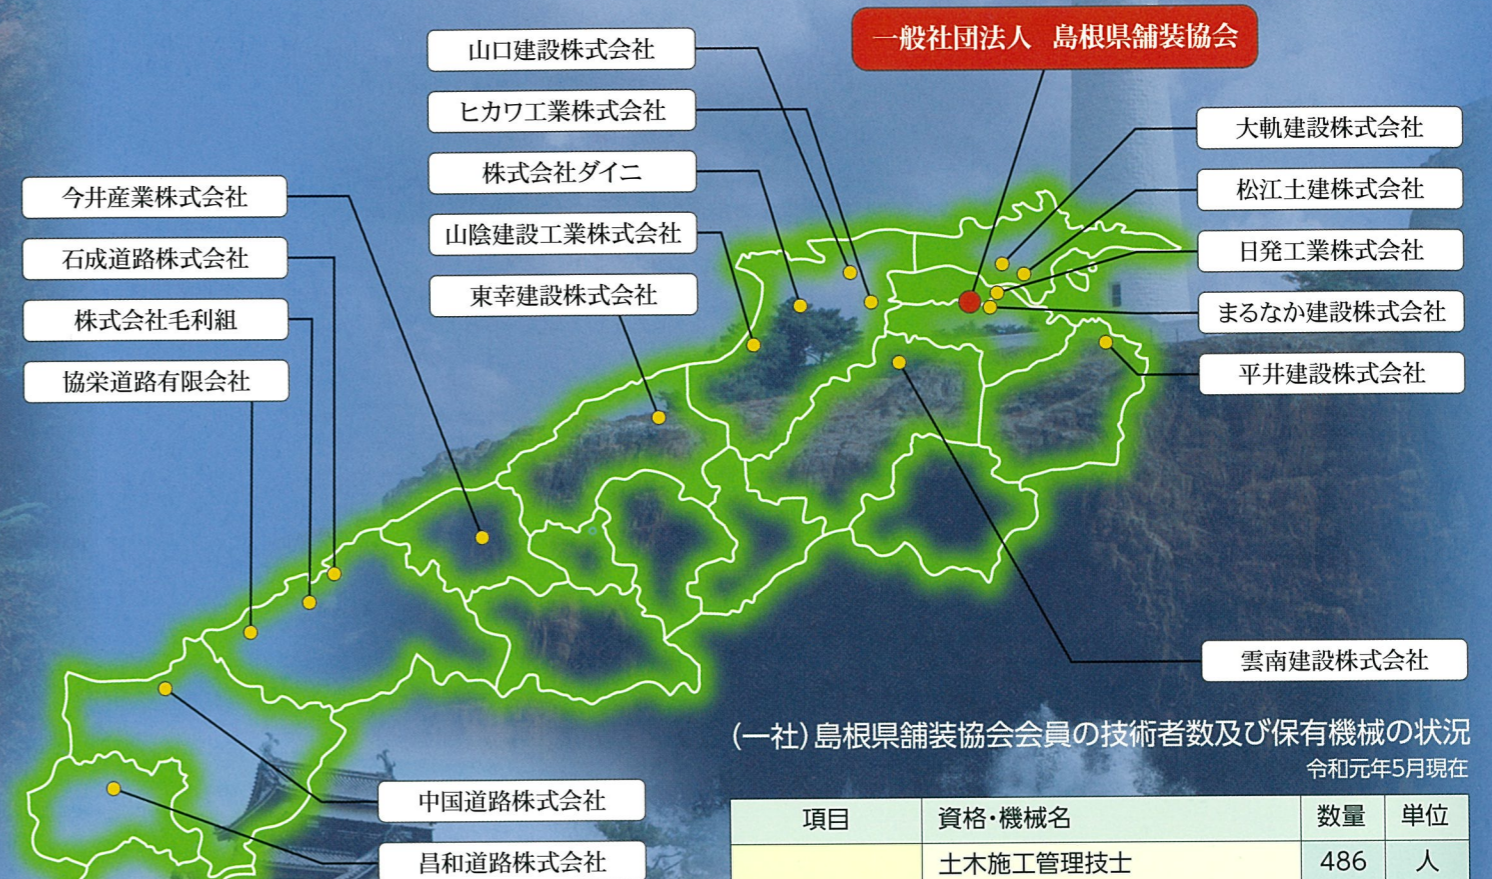 一般社団法人 島根県舗装協会
山口建設株式会社
ヒカワ工業株式会社
株式会社ダイニ
山陰建設工業株式会社
東幸建設株式会社
今井産業株式会社
石成道路株式会社
株式会社毛利組
協栄道路有限会社
大軌建設株式会社
松江土建株式会社
日発工業株式会社
まるなか建設株式会社
平井建設株式会社
雲南建設株式会社
中国道路株式会社
昌和道路株式会社
(一社)島根県舗装協会会員の技術者数及び保有機械の状況
令和元年5月現在
項目 資格・機械名 数量 単位
土木施工管理技士 486 人